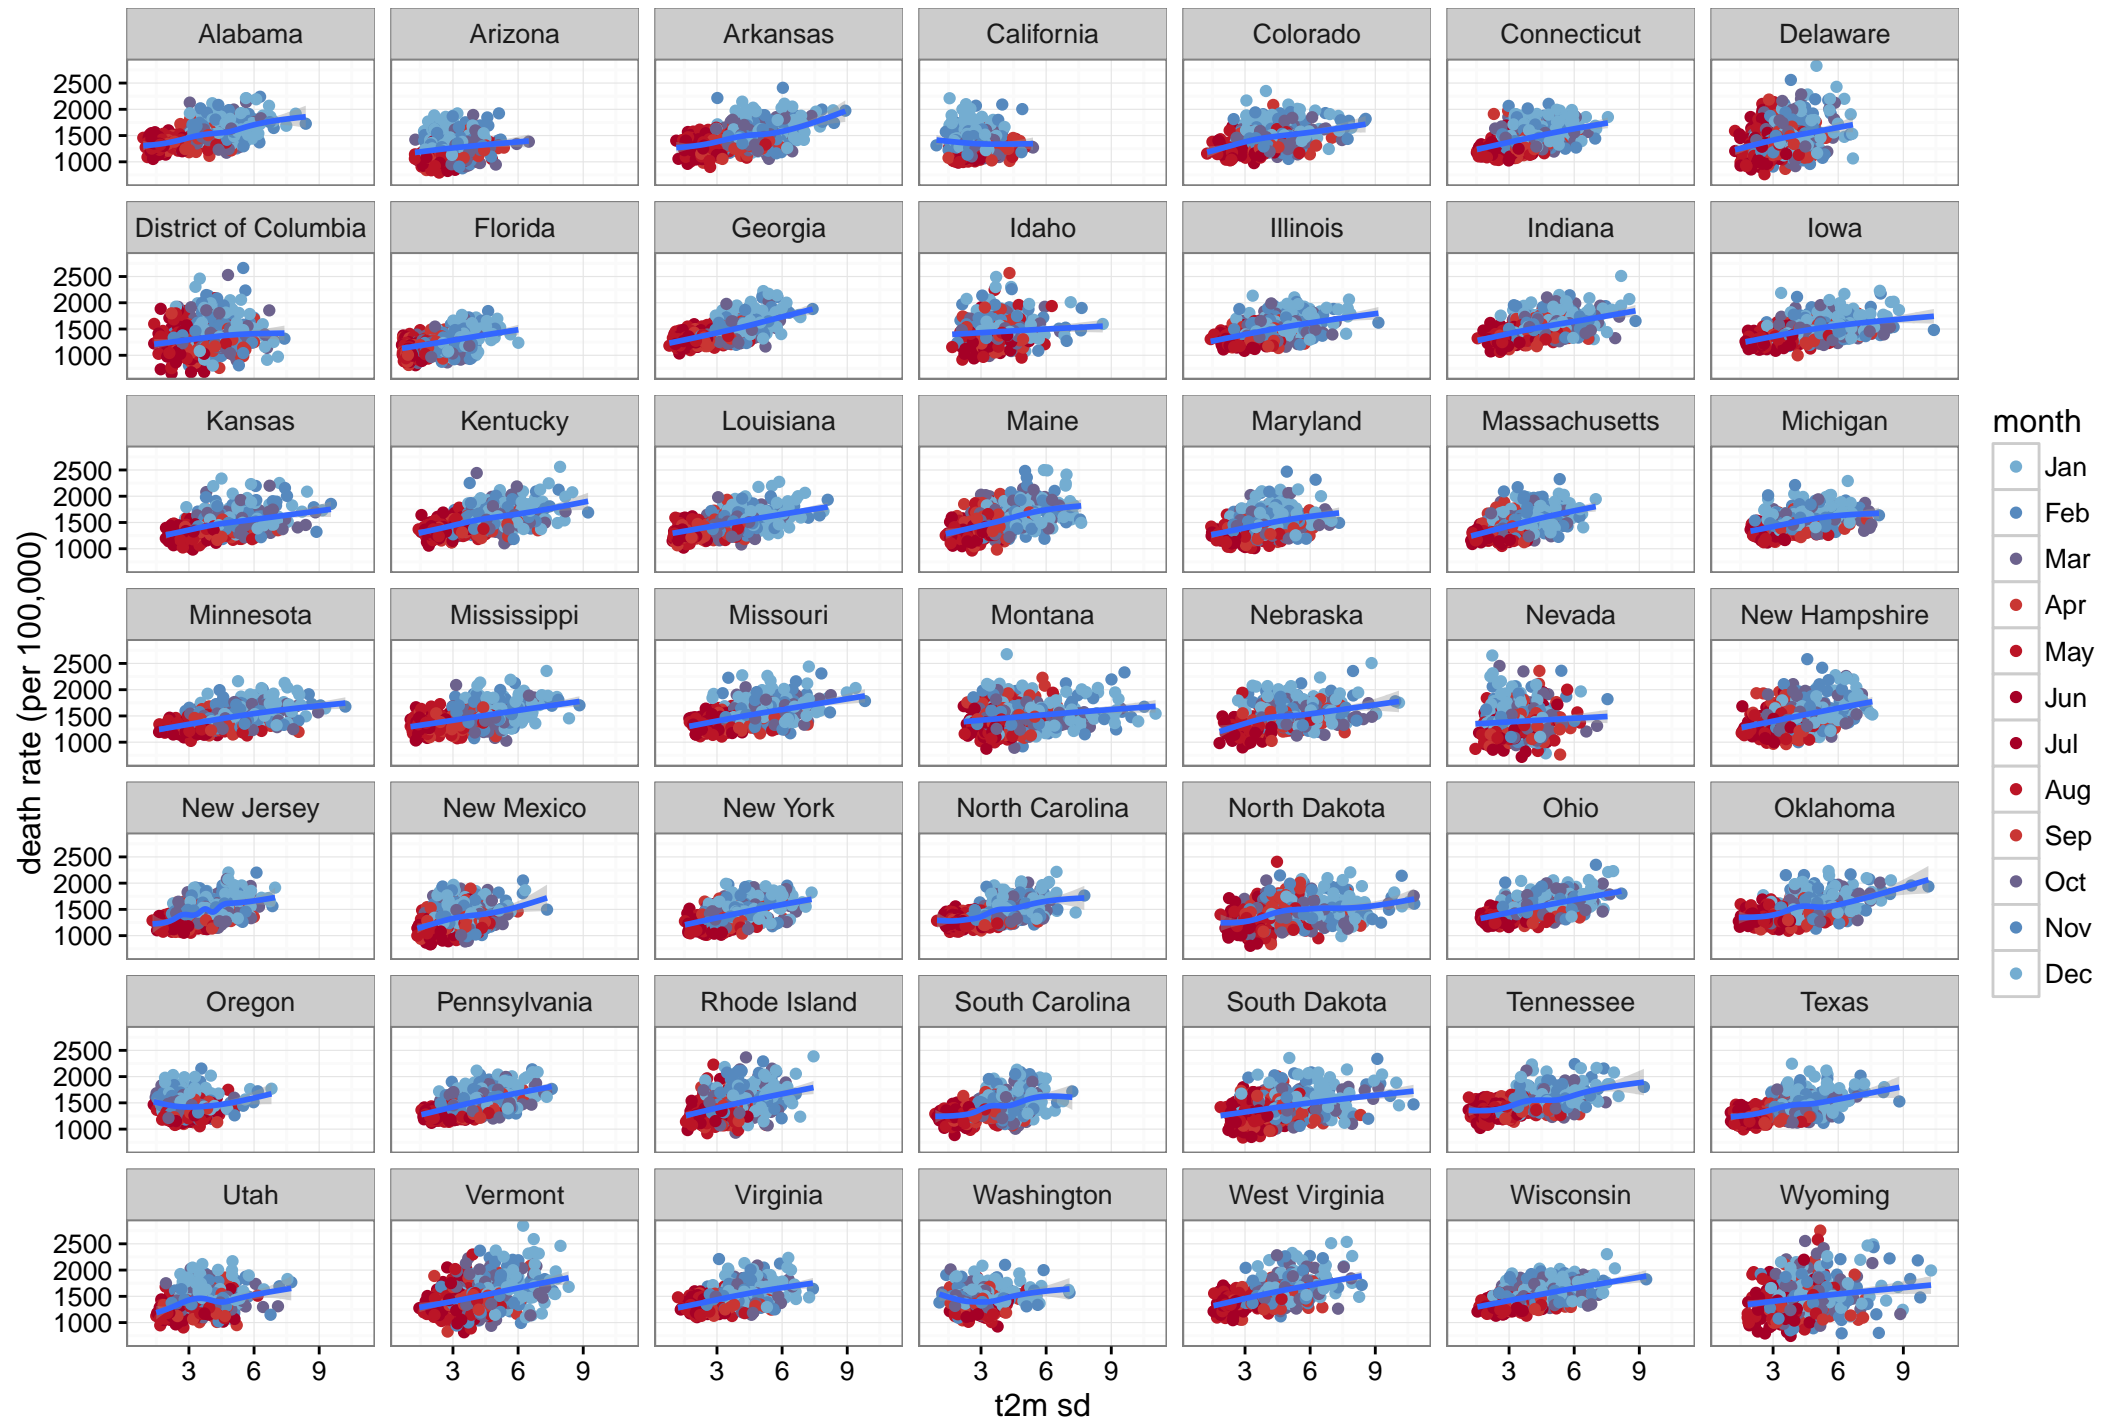 Alabama Arizona Arkansas California Colorado Connecticut Delaware
2500
2000
1500
1000
District of Columbia Florida Georgia Idaho Illinois Indiana Iowa
2500
2000
1500
1000
Kansas Kentucky Louisiana Maine Maryland Massachusetts Michigan
2500
2000
1500
1000
Minnesota Mississippi Missouri Montana Nebraska Nevada New Hampshire
2500
2000
1500
1000
New Jersey New Mexico New York North Carolina North Dakota Ohio Oklahoma
2500
2000
1500
1000
Oregon Pennsylvania Rhode Island South Carolina South Dakota Tennessee Texas
2500
2000
1500
1000
Utah Vermont Virginia Washington West Virginia Wisconsin Wyoming
2500
2000
1500
1000
3 6 9 3 6 9 3 6 9 3 6 9 3 6 9 3 6 9 3 6 9
t2m sd
death rate (per 100,000)
month
Jan
Feb
Mar
Apr
May
Jun
Jul
Aug
Sep
Oct
Nov
Dec